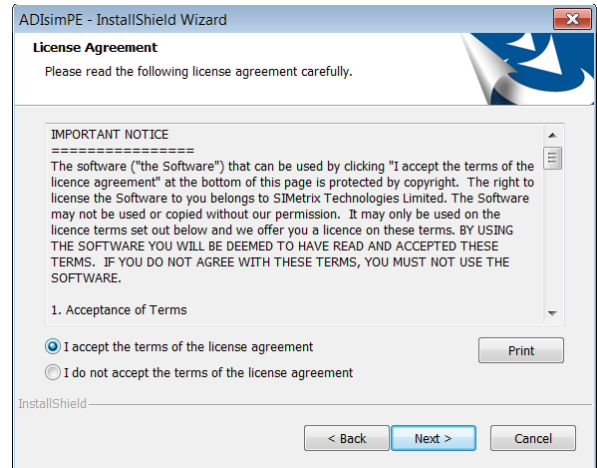 ADIsimPE - InstallShield Wizard
License Agreement
Please read the following license agreement carefully.
IMPORTANT NOTICE
================
The software ("the Software") that can be used by clicking "I accept the terms of the
licence agreement" at the bottom of this page is protected by copyright.  The right to
license the Software to you belongs to SIMetrix Technologies Limited. The Software
may not be used or copied without our permission.  It may only be used on the
licence terms set out below and we offer you a licence on these terms. BY USING
THE SOFTWARE YOU WILL BE DEEMED TO HAVE READ AND ACCEPTED THESE
TERMS.  IF YOU DO NOT AGREE WITH THESE TERMS, YOU MUST NOT USE THE
SOFTWARE.
1. Acceptance of Terms
I accept the terms of the license agreement
Print
I do not accept the terms of the license agreement
InstallShield
< Back
Next >
Cancel